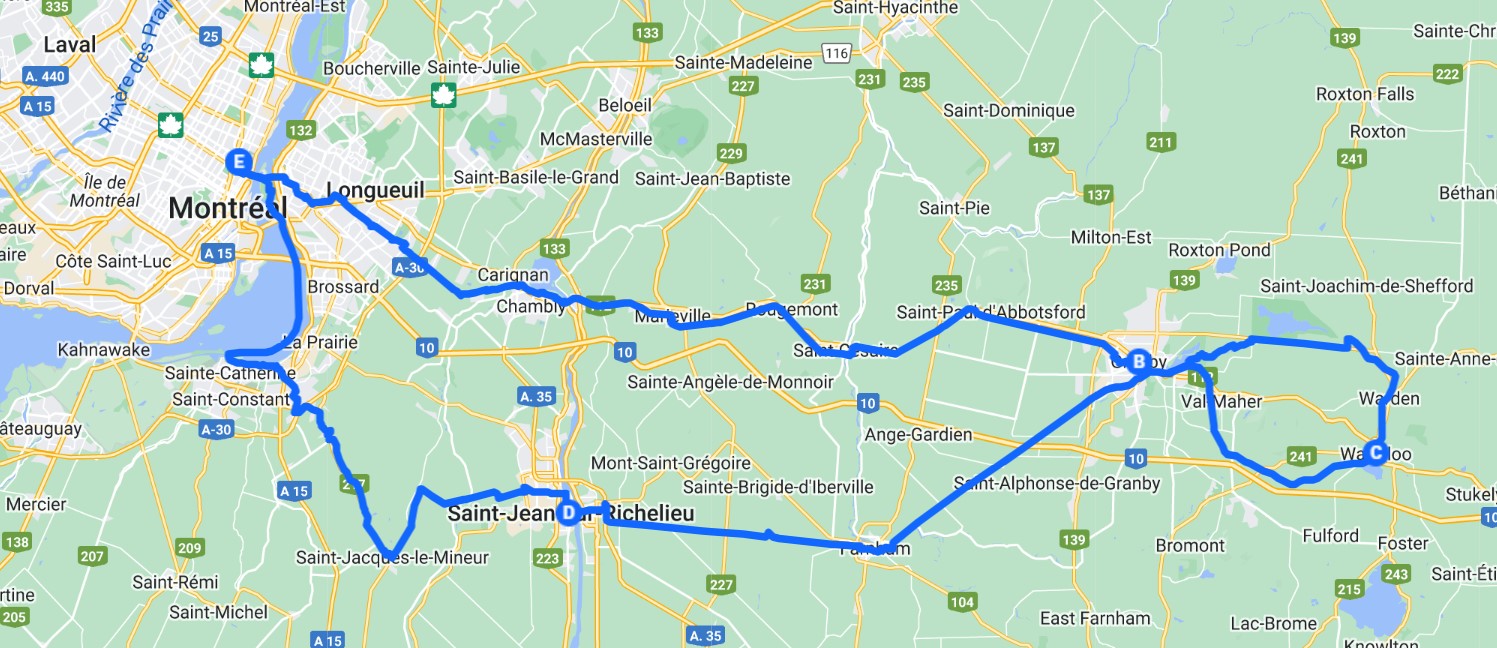 335
Montréal-Est
Saint-Hyacinthe
Rivière des Prair
25
133
139
Sainte-Chr
Laval
116
Sainte-Madeleine
Boucherville
Sainte-Julie
A. 440
231
235
222
227
A 15
Beloeil
Saint-Dominique
Roxton Falls
132
McMasterville
Roxton
137
211
229
241
E
Saint-Basile-le-Grand
Saint-Jean-Baptiste
Île de
Montréal
Longueuil
137
Béthani
Montréal
Saint-Pie
eaux
Milton-Est
aire
A 15
133
Roxton Pond
Côte Saint-Luc
A-30
Carignan
139
Dorval
Brossard
231
235
Saint-Joachim-de-Shefford
Chambly
Marieville
Rougemont
Saint-Paul-d'Abbotsford
Kahnawake
La Prairie
10
10
Saint-Césaire
B
Sainte-Anne-
Sainte-Catherine
Sainte-Angèle-de-Monnoir
Saint-Constant
A. 35
10
Val-Maher
Warden
âteauguay
A-30
Ange-Gardien
C
Waterloo
Mont-Saint-Grégoire
10
241
A 15
Sainte-Brigide-d'Iberville
Saint-Alphonse-de-Granby
Stukely
Mercier
Saint-Jean-sur-Richelieu
D
10
138
207
209
Saint-Jacques-le-Mineur
223
Farnham
139
Bromont
Fulford
Foster
Saint-Rémi
227
243
Saint-Éti
rtine
205
Saint-Michel
104
215
East Farnham
Lac-Brome
A 15
A. 35
Knowlton